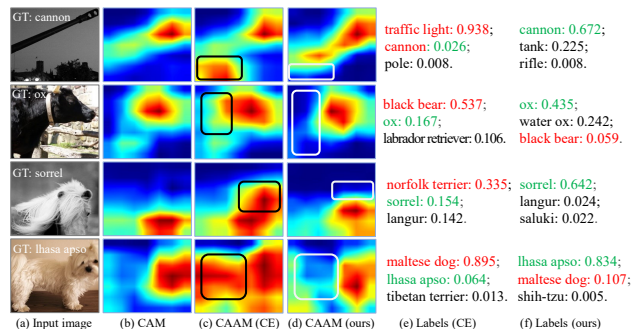 GT: cannon
traffic light: 0.938;
cannon: 0.026;
pole: 0.008.
cannon: 0.672;
tank: 0.225;
rifle: 0.008.
GT: ox
black bear: 0.537;
ox: 0.167;
labrador retriever: 0.106.
ox: 0.435;
water ox: 0.242;
black bear: 0.059.
GT: sorrel
norfolk terrier: 0.335;
sorrel: 0.154;
langur: 0.142.
sorrel: 0.642;
langur: 0.024;
saluki: 0.022.
GT: lhasa apso
maltese dog: 0.895;
lhasa apso: 0.064;
tibetan terrier: 0.013.
lhasa apso: 0.834;
maltese dog: 0.107;
shih-tzu: 0.005.
(a) Input image
(b) CAM
(c) CAAM (CE)
(d) CAAM (ours)
(e) Labels (CE)
(f) Labels (ours)